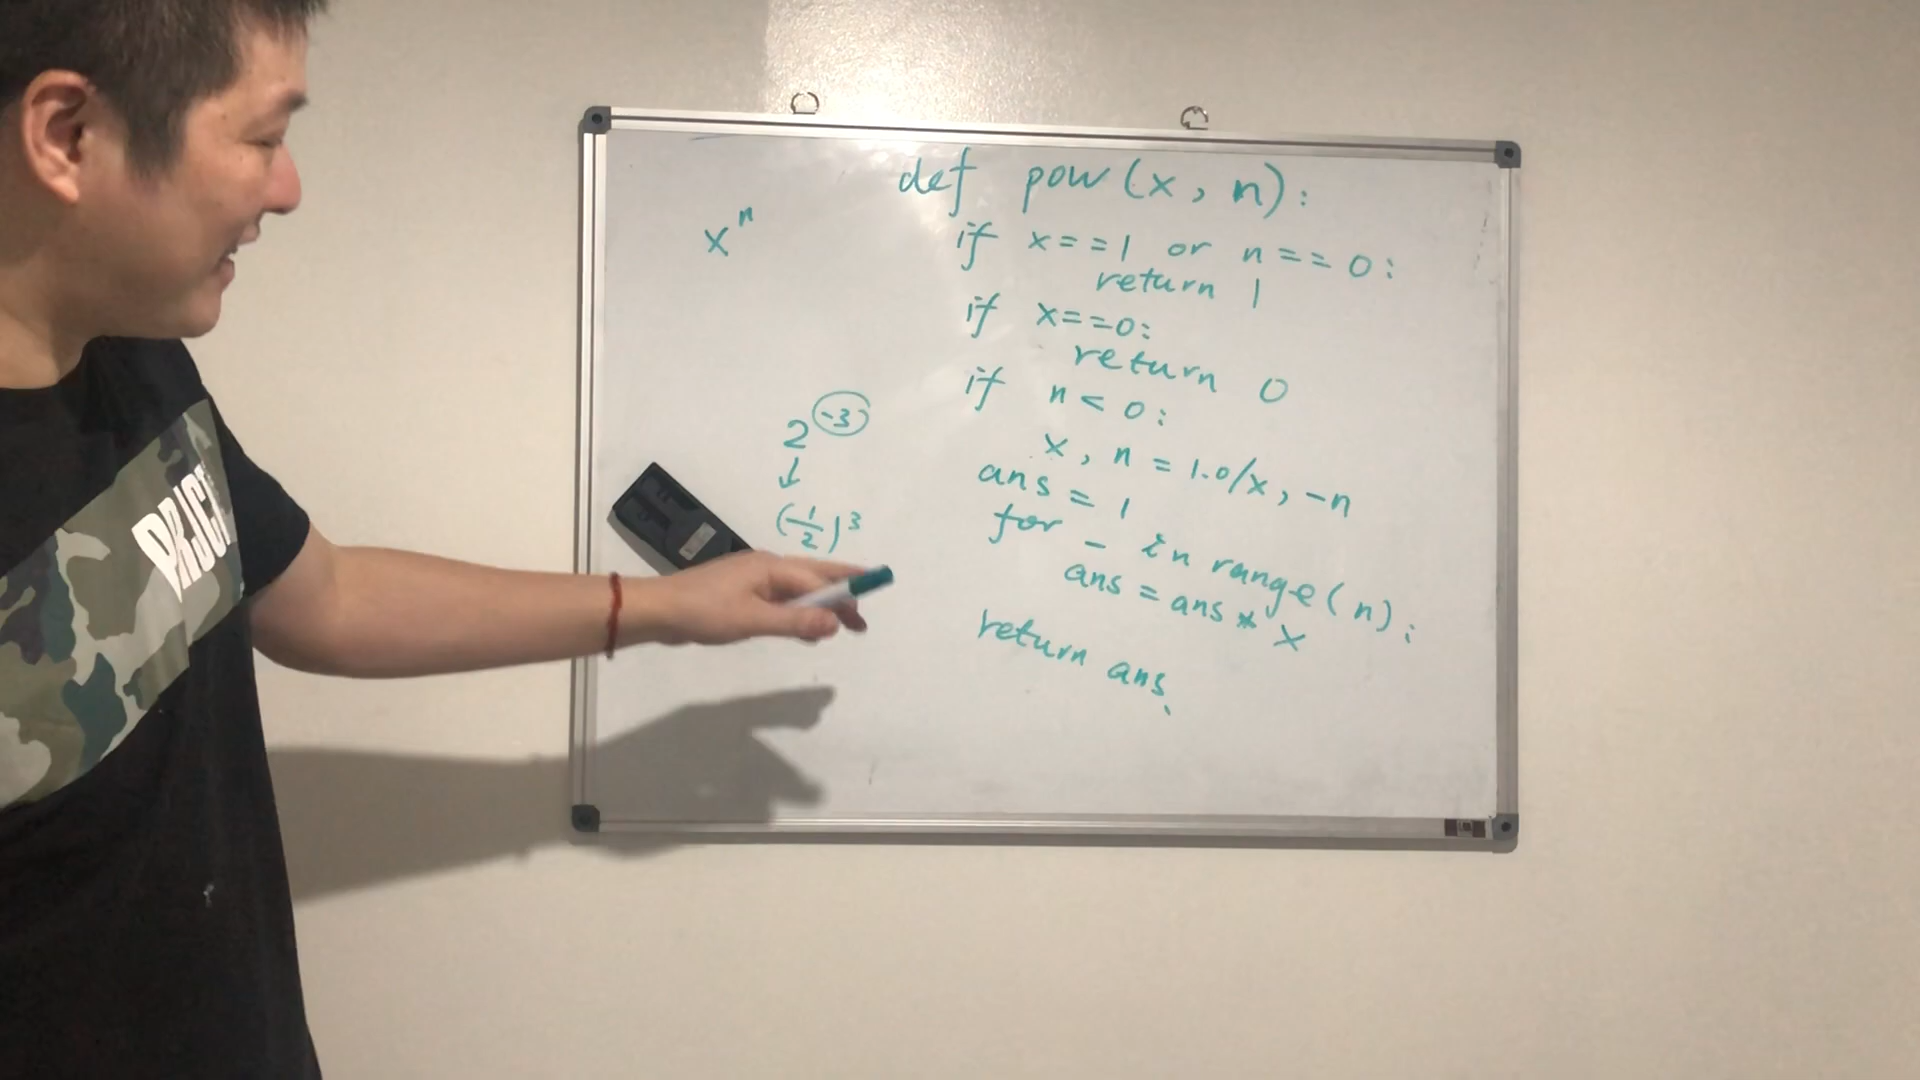 def pow(x, n):
xⁿ
if x==1 or n==0:
return 1
if x==0:
return 0
if n<0:
x, n = 1.0/x, -n
ans = 1
for _ in range(n):
ans = ans * x
return ans
2⁻³
↓
(1/2)³